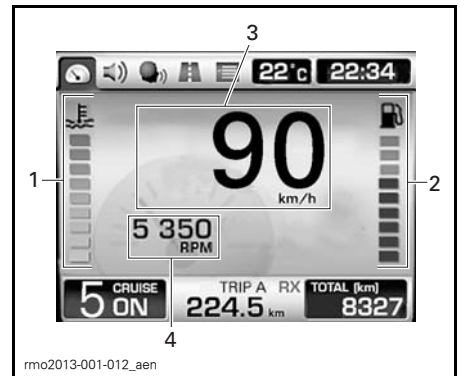 3
22°c 22:34
1
90
km/h
2
5 350
RPM
5 CRUISE ON
TRIP A RX
224.5 km
TOTAL (km)
8327
4
rmo2013-001-012_aen